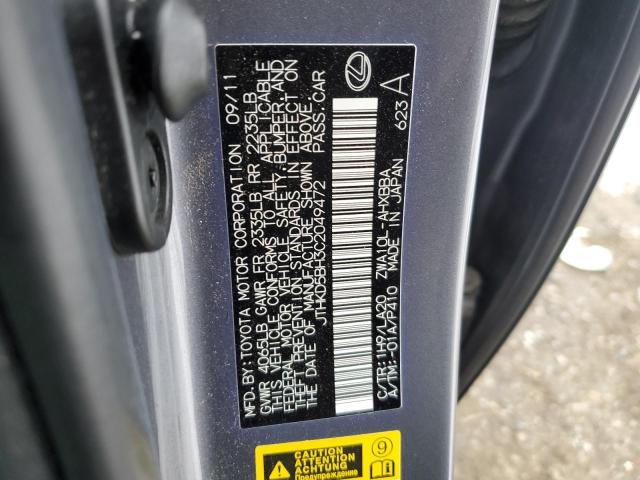 MFD.BY:TOYOTA MOTOR CORPORATION 09/11
GVWR 4065LB GAWR FR 2335LB RR 2235LB
THIS VEHICLE CONFORMS TO ALL APPLICABLE
FEDERAL MOTOR VEHICLE SAFETY,BUMPER,AND
THEFT PREVENTION STANDARDS IN EFFECT ON
THE DATE OF MANUFACTURE SHOWN ABOVE.
JTHKD5BH3C2049472 PASS.CAR
C/TR:1H9/LA20 ZWA10L-AHXBBA
A/TM:-01A/P410 MADE IN JAPAN
623 A
CAUTION
ATTENTION
ACHTUNG
Предупреждение
9